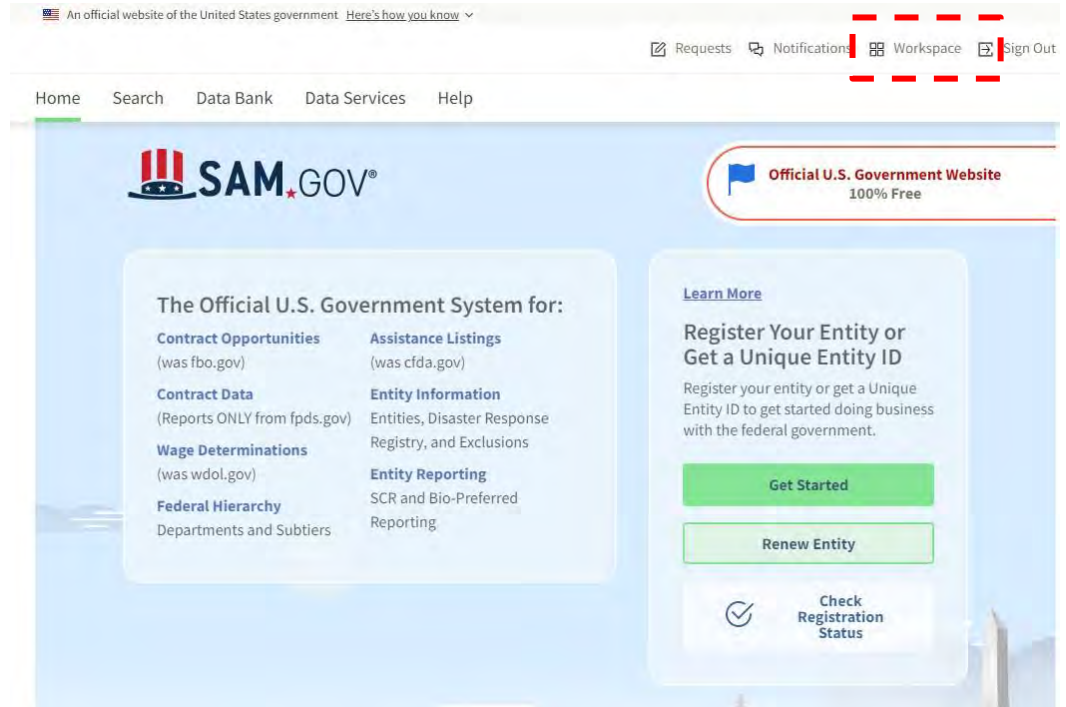 An official website of the United States government Here's how you know
Requests Notifications Workspace Sign Out
Home Search Data Bank Data Services Help
SAM.GOV®
Official U.S. Government Website
100% Free
The Official U.S. Government System for:
Contract Opportunities
(was fbo.gov)
Contract Data
(Reports ONLY from fpds.gov)
Wage Determinations
(was wdol.gov)
Federal Hierarchy
Departments and Subtiers
Assistance Listings
(was cfda.gov)
Entity Information
Entities, Disaster Response
Registry, and Exclusions
Entity Reporting
SCR and Bio-Preferred
Reporting
Learn More
Register Your Entity or
Get a Unique Entity ID
Register your entity or get a Unique
Entity ID to get started doing business
with the federal government.
Get Started
Renew Entity
Check
Registration
Status